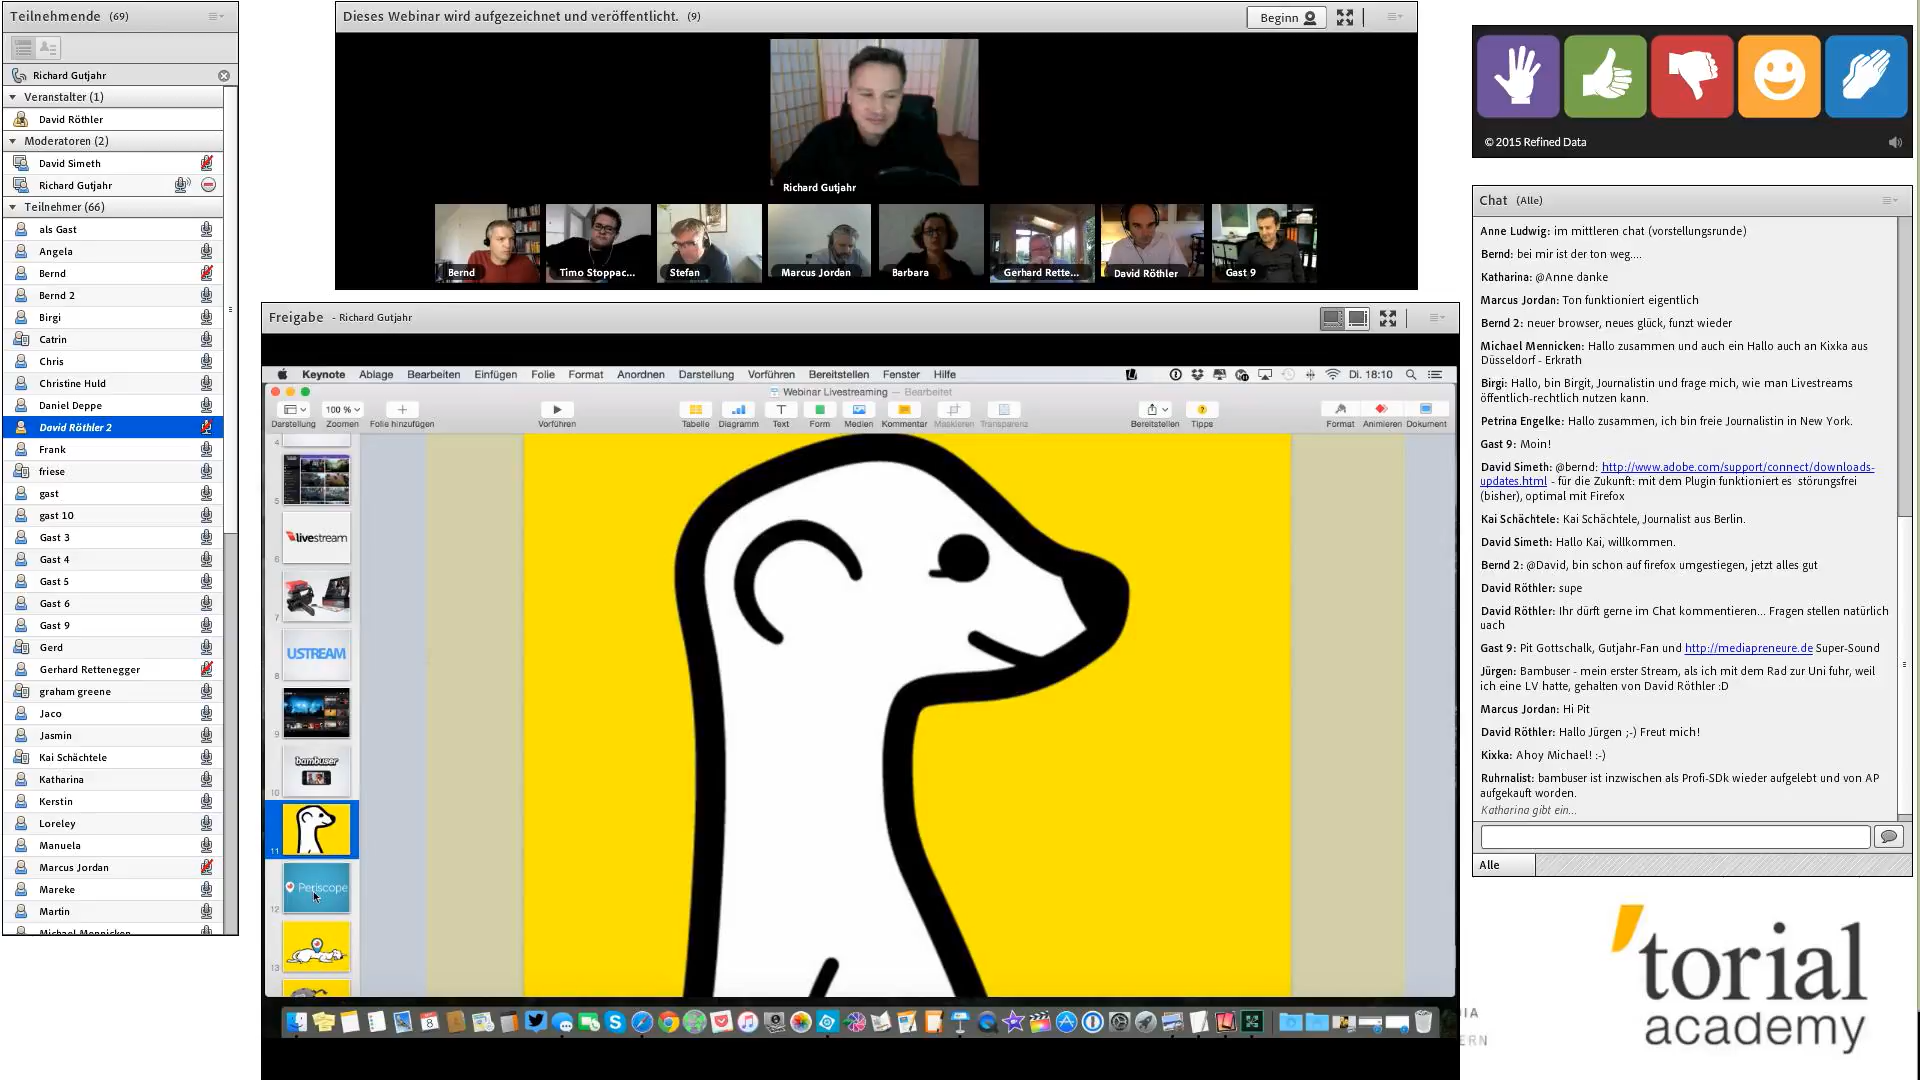 Teilnehmende (69)
Richard Gutjahr
Veranstalter (1)
David Röthler
Moderatoren (2)
David Simeth
Richard Gutjahr
Teilnehmer (66)
als Gast
Angela
Bernd
Bernd 2
Birgi
Catrin
Chris
Christine Huld
Daniel Deppe
David Röthler 2
Frank
friese
gast
gast 10
Gast 3
Gast 4
Gast 5
Gast 6
Gast 9
Gerd
Gerhard Rettenegger
graham greene
Jaco
Jasmin
Kai Schächtele
Katharina
Kerstin
Loreley
Manuela
Marcus Jordan
Mareke
Martin
Michael Mennicken
Dieses Webinar wird aufgezeichnet und veröffentlicht. (9)
Beginn
Richard Gutjahr
Bernd
Timo Stoppac...
Stefan
Marcus Jordan
Barbara
Gerhard Rette...
David Röthler
Gast 9
Freigabe - Richard Gutjahr
Keynote Ablage Bearbeiten Einfügen Folie Format Anordnen Darstellung Vorführen Bereitstellen Fenster Hilfe
Di. 18:10
Webinar Livestreaming — Bearbeitet
100 %
Darstellung Zoomen Folie hinzufügen Vorführen Tabelle Diagramm Text Form Medien Kommentar Maskieren Transparenz Bereitstellen Tipps Format Animieren Dokument
4
5
livestream
6
7
USTREAM
8
9
bambuser
10
11
Periscope
12
13
© 2015 Refined Data
Chat (Alle)
Anne Ludwig: im mittleren chat (vorstellungsrunde)
Bernd: bei mir ist der ton weg....
Katharina: @Anne danke
Marcus Jordan: Ton funktioniert eigentlich
Bernd 2: neuer browser, neues glück, funzt wieder
Michael Mennicken: Hallo zusammen und auch ein Hallo auch an Kixka aus
Düsseldorf - Erkrath
Birgi: Hallo, bin Birgit, Journalistin und frage mich, wie man Livestreams
öffentlich-rechtlich nutzen kann.
Petrina Engelke: Hallo zusammen, ich bin freie Journalistin in New York.
Gast 9: Moin!
David Simeth: @bernd: http://www.adobe.com/support/connect/downloads-
updates.html - für die Zukunft: mit dem Plugin funktioniert es störungsfrei
(bisher), optimal mit Firefox
Kai Schächtele: Kai Schächtele, Journalist aus Berlin.
David Simeth: Hallo Kai, willkommen.
Bernd 2: @David, bin schon auf firefox umgestiegen, jetzt alles gut
David Röthler: supe
David Röthler: Ihr dürft gerne im Chat kommentieren... Fragen stellen natürlich
uach
Gast 9: Pit Gottschalk, Gutjahr-Fan und http://mediapreneure.de Super-Sound
Jürgen: Bambuser - mein erster Stream, als ich mit dem Rad zur Uni fuhr, weil
ich eine LV hatte, gehalten von David Röthler :D
Marcus Jordan: Hi Pit
David Röthler: Hallo Jürgen ;-) Freut mich!
Kixka: Ahoy Michael! :-)
Ruhrnalist: bambuser ist inzwischen als Profi-SDk wieder aufgelebt und von AP
aufgekauft worden.
Katharina gibt ein...
Alle
'torial
academy
IA
ERN